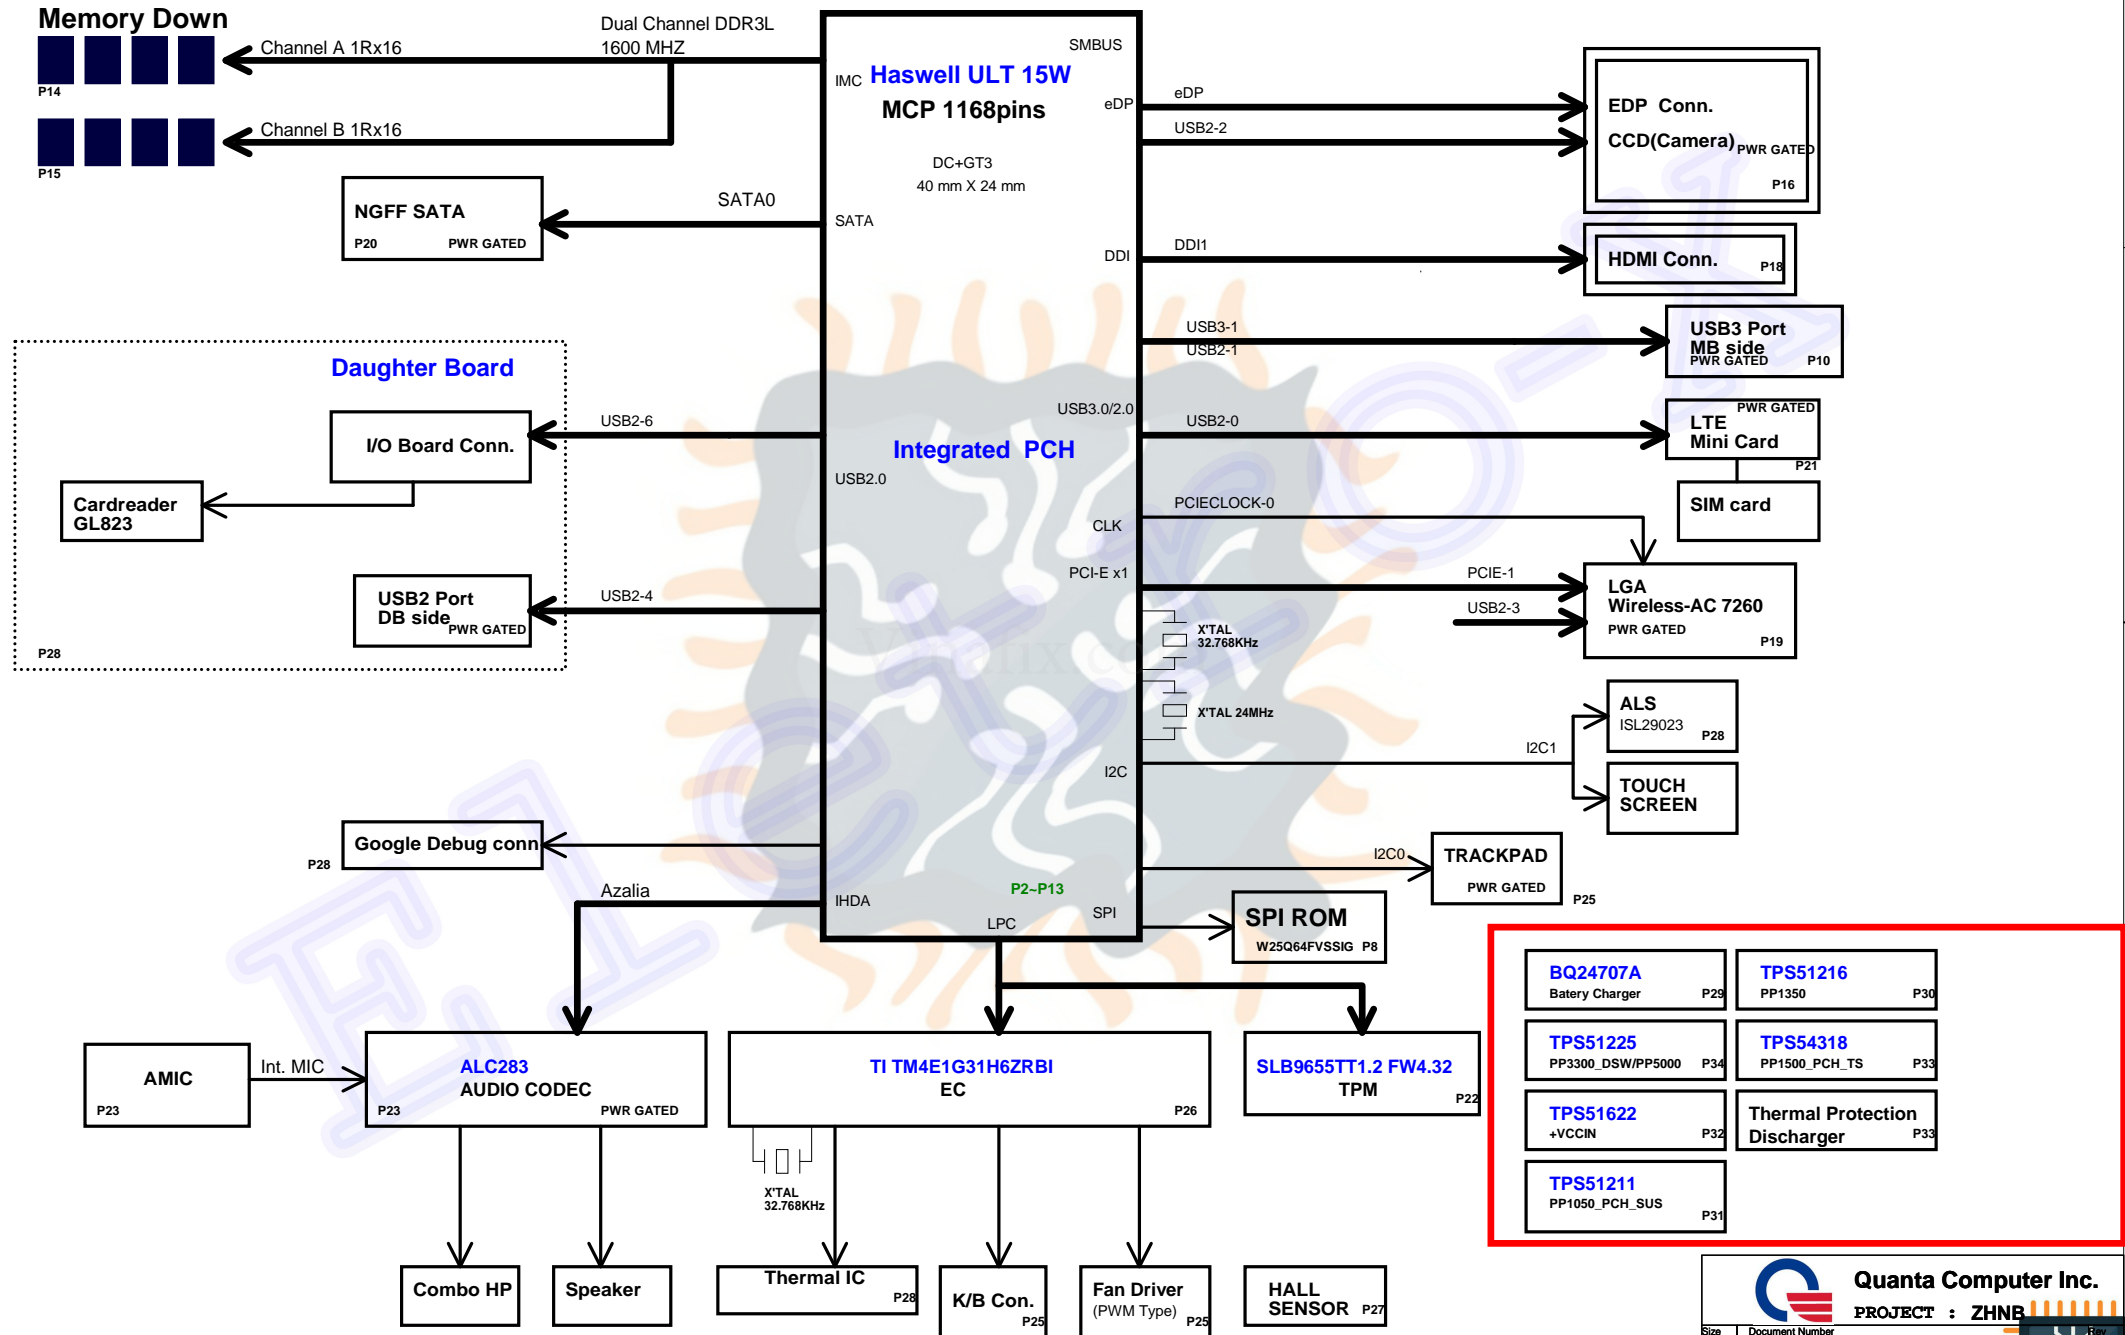 Memory Down
Channel A 1Rx16
P14
Channel B 1Rx16
P15
Dual Channel DDR3L
1600 MHZ
IMC
Haswell ULT 15W
MCP 1168pins
DC+GT3
40 mm X 24 mm
SMBUS
eDP
eDP
USB2-2
EDP Conn.
CCD(Camera)
PWR GATED
P16
NGFF SATA
P20
PWR GATED
SATA0
SATA
DDI
DDI1
HDMI Conn.
P18
USB3-1
USB2-1
USB3 Port
MB side
PWR GATED
P10
Daughter Board
I/O Board Conn.
USB2-6
Cardreader
GL823
USB2 Port
DB side
PWR GATED
USB2-4
P28
USB2.0
Integrated PCH
USB3.0/2.0
USB2-0
PWR GATED
LTE
Mini Card
P21
SIM card
PCIECLOCK-0
CLK
PCI-E x1
PCIE-1
USB2-3
LGA
Wireless-AC 7260
PWR GATED
P19
X'TAL
32.768KHz
X'TAL 24MHz
I2C
I2C1
ALS
ISL29023
P28
TOUCH
SCREEN
Google Debug conn
P28
I2C0
TRACKPAD
PWR GATED
P25
Azalia
IHDA
P2~P13
LPC
SPI
SPI ROM
W25Q64FVSSIG P8
AMIC
P23
Int. MIC
ALC283
AUDIO CODEC
P23
PWR GATED
TI TM4E1G31H6ZRBI
EC
P26
SLB9655TT1.2 FW4.32
TPM
P22
X'TAL
32.768KHz
Combo HP
Speaker
Thermal IC
P28
K/B Con.
P25
Fan Driver
(PWM Type)
P25
HALL
SENSOR P27
BQ24707A
Batery Charger
P29
TPS51216
PP1350
P30
TPS51225
PP3300_DSW/PP5000
P34
TPS54318
PP1500_PCH_TS
P33
TPS51622
+VCCIN
P32
Thermal Protection
Discharger
P33
TPS51211
PP1050_PCH_SUS
P31
Quanta Computer Inc.
PROJECT : ZHNB
Size
Document Number
Rev